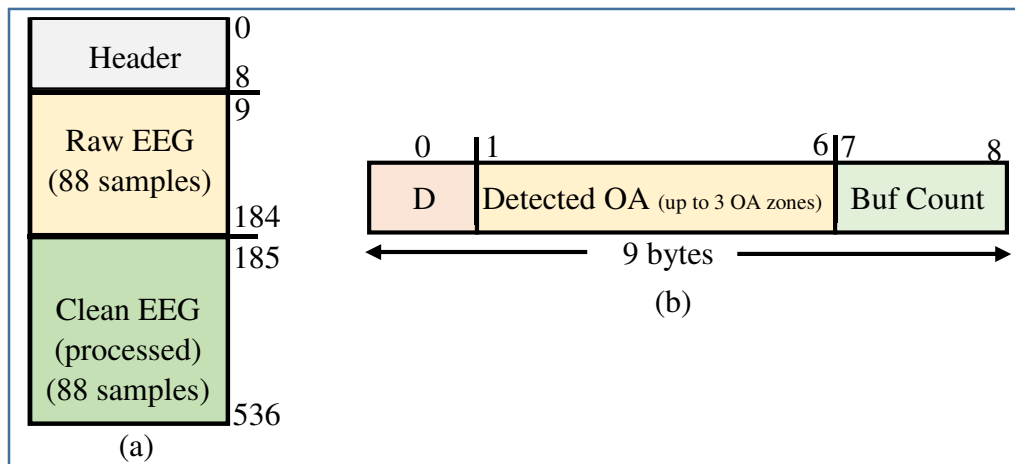 0
Header
8
9
Raw EEG
(88 samples)
184
185
Clean EEG
(processed)
(88 samples)
536
(a)
0 1 6 7 8
D Detected OA (up to 3 OA zones) Buf Count
9 bytes
(b)